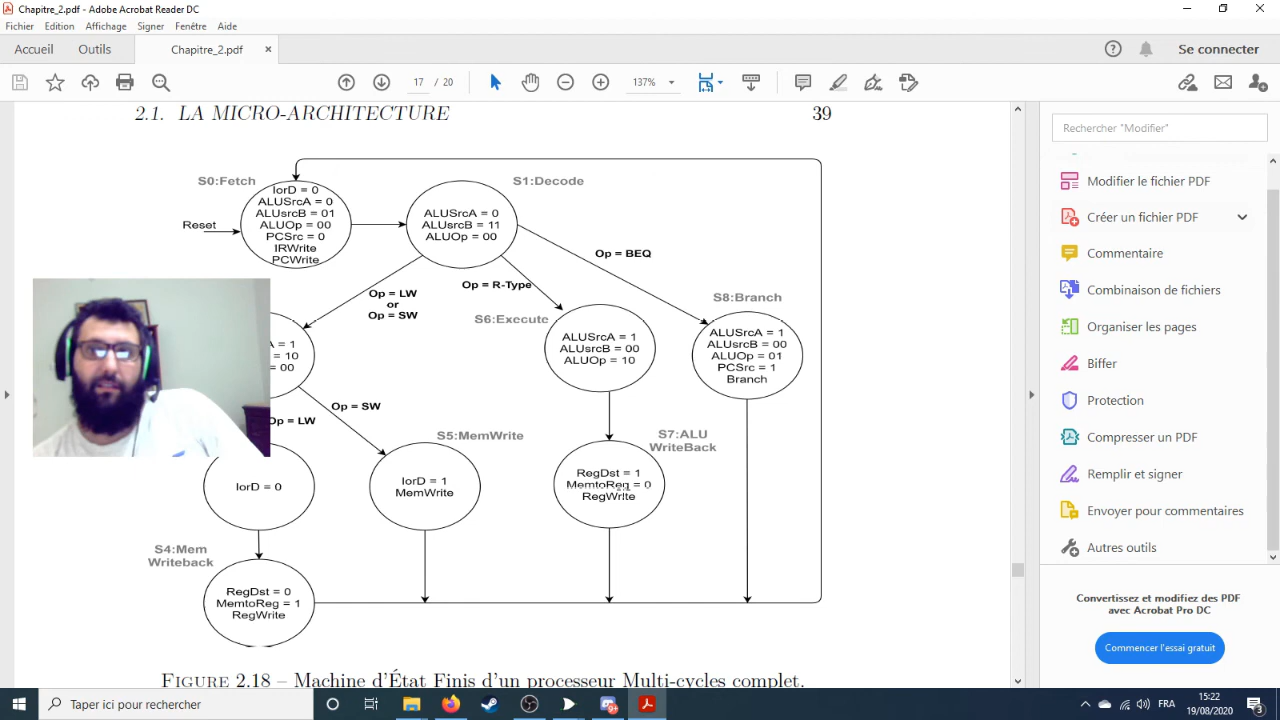 Chapitre_2.pdf - Adobe Acrobat Reader DC
Fichier Edition Affichage Signer Fenêtre Aide
Accueil Outils Chapitre_2.pdf × Se connecter
17 / 20 137%
2.1. LA MICRO-ARCHITECTURE 39
Reset
S0:Fetch
IorD = 0
ALUSrcA = 0
ALUsrcB = 01
ALUOp = 00
PCSrc = 0
IRWrite
PCWrite
S1:Decode
ALUSrcA = 0
ALUsrcB = 11
ALUOp = 00
Op = LW
or
Op = SW
Op = R-Type
Op = BEQ
A = 1
= 10
= 00
S6:Execute
ALUSrcA = 1
ALUsrcB = 00
ALUOp = 10
S8:Branch
ALUSrcA = 1
ALUsrcB = 00
ALUOp = 01
PCSrc = 1
Branch
Op = LW
Op = SW
IorD = 0
S5:MemWrite
IorD = 1
MemWrite
S7:ALU
WriteBack
RegDst = 1
MemtoReg = 0
RegWrite
S4:Mem
Writeback
RegDst = 0
MemtoReg = 1
RegWrite
FIGURE 2.18 – Machine d'État Finis d'un processeur Multi-cycles complet.
Rechercher "Modifier"
Modifier le fichier PDF
Créer un fichier PDF
Commentaire
Combinaison de fichiers
Organiser les pages
Biffer
Protection
Compresser un PDF
Remplir et signer
Envoyer pour commentaires
Autres outils
Convertissez et modifiez des PDF
avec Acrobat Pro DC
Commencer l'essai gratuit
Taper ici pour rechercher
FRA
15:22
19/08/2020
3